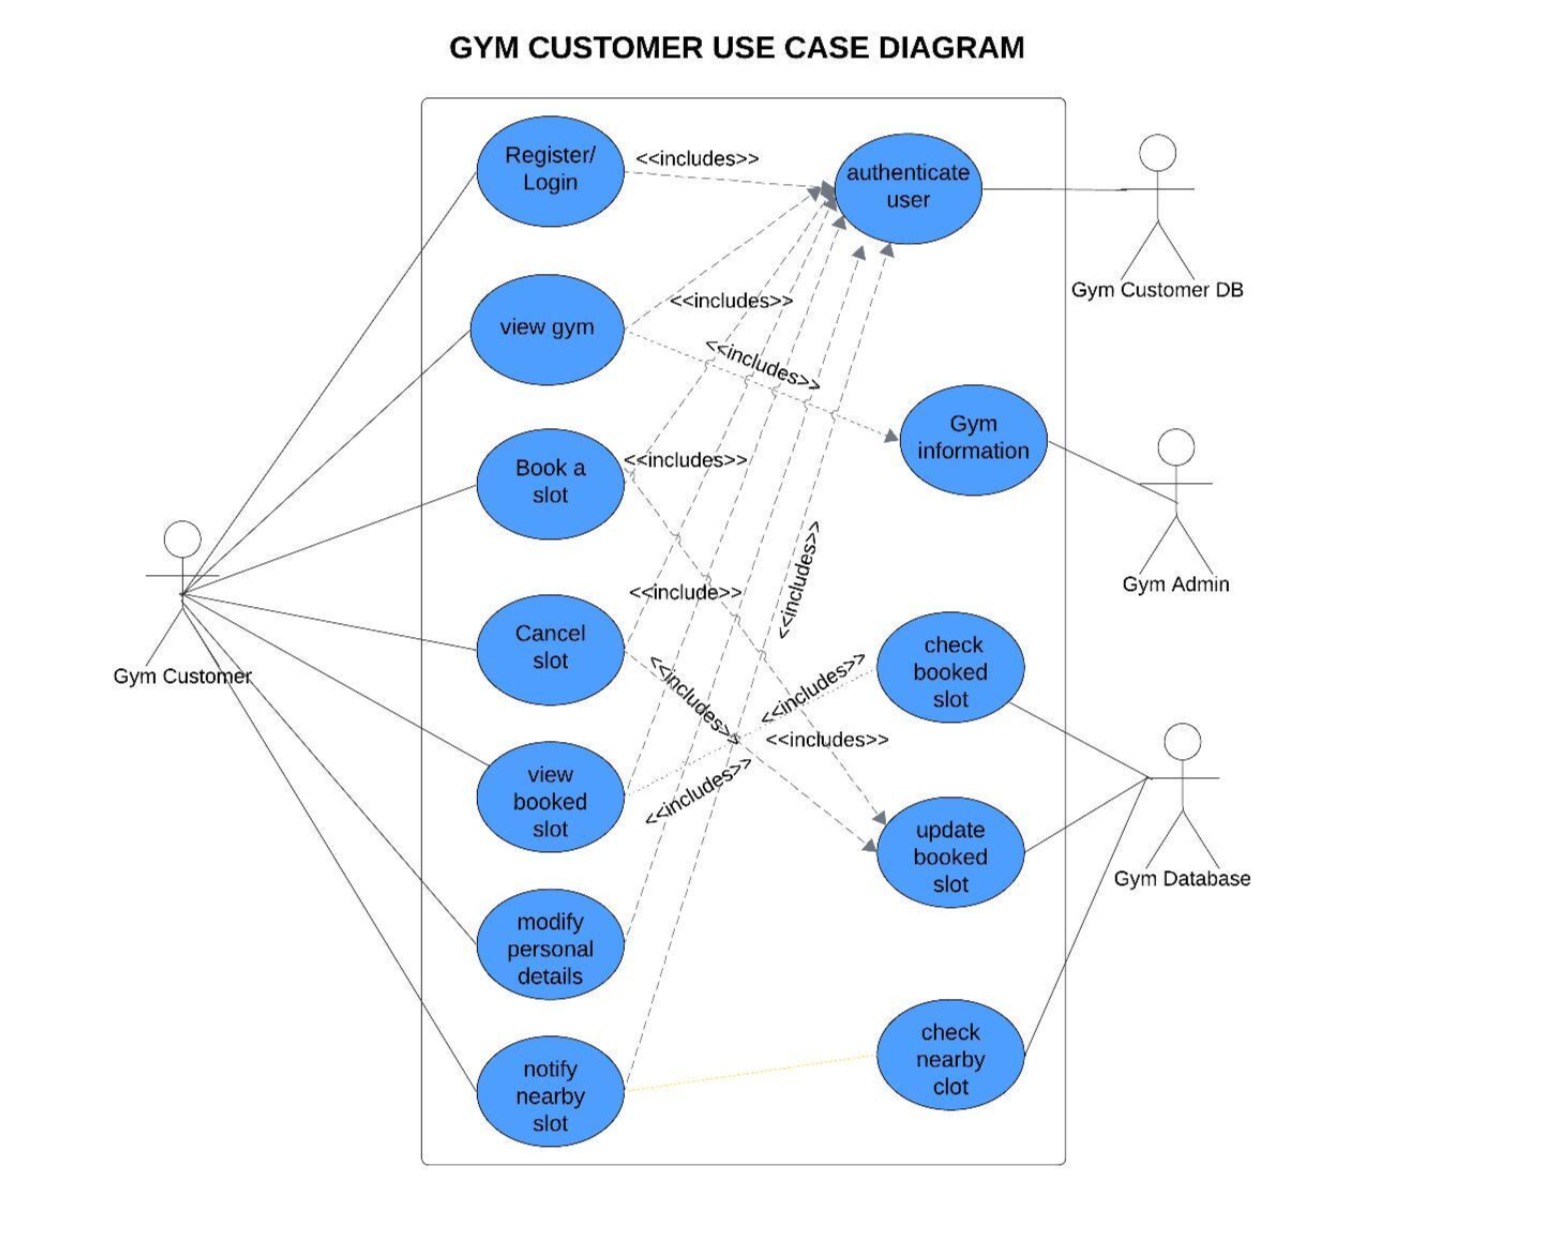 GYM CUSTOMER USE CASE DIAGRAM
Register/
Login
<<includes>>
authenticate
user
Gym Customer DB
view gym
<<includes>>
<<includes>>
Gym
information
Book a
slot
<<includes>>
Gym Admin
<<includes>>
<<include>>
Cancel
slot
Gym Customer
<<includes>>
<<includes>>
check
booked
slot
<<includes>>
view
booked
slot
<<includes>>
update
booked
slot
Gym Database
modify
personal
details
notify
nearby
slot
check
nearby
clot